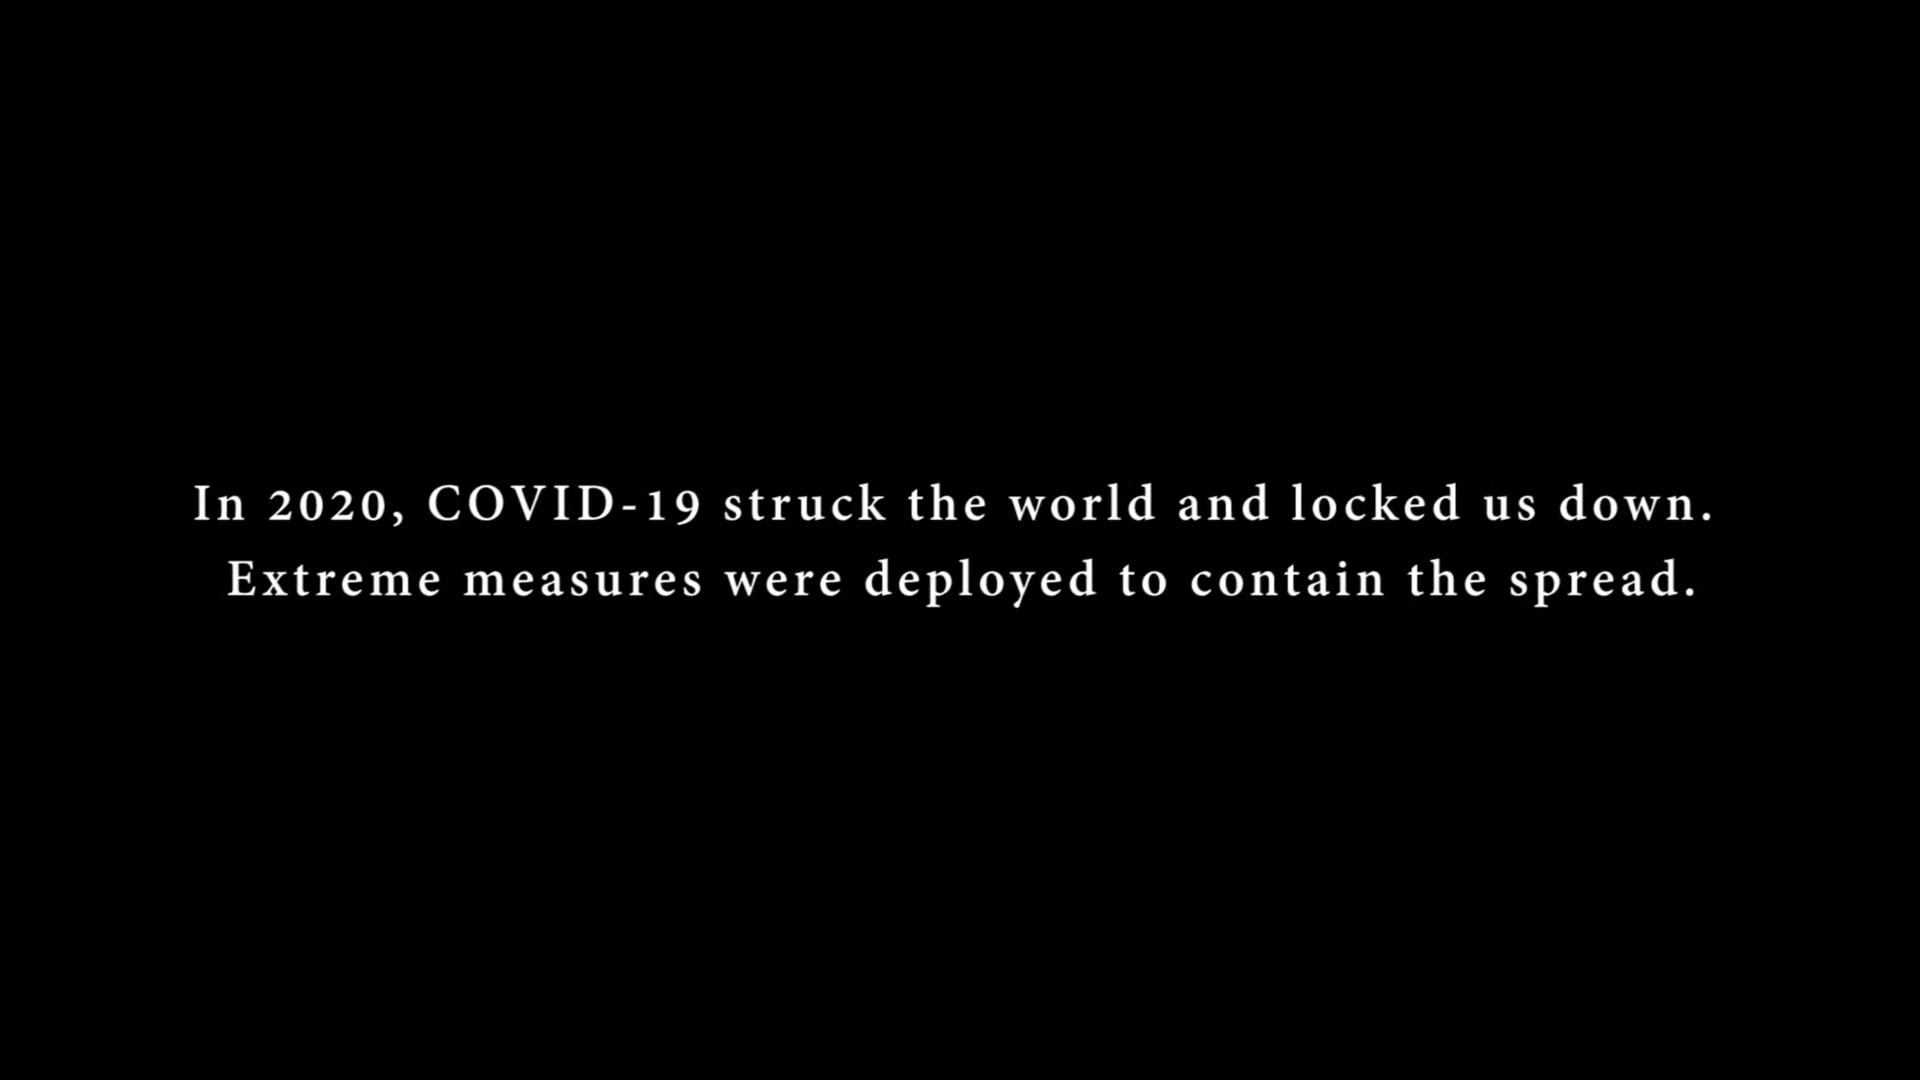 In 2020, COVID-19 struck the world and locked us down.
Extreme measures were deployed to contain the spread.